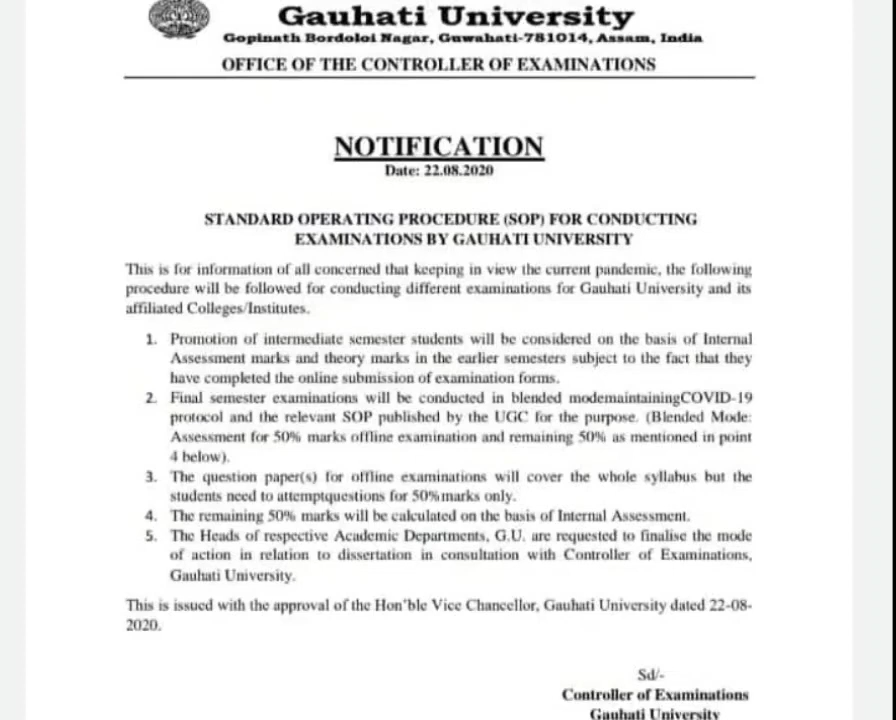 Gauhati University
Gopinath Bordoloi Nagar, Guwahati-781014, Assam, India
OFFICE OF THE CONTROLLER OF EXAMINATIONS
NOTIFICATION
Date: 22.08.2020
STANDARD OPERATING PROCEDURE (SOP) FOR CONDUCTING
EXAMINATIONS BY GAUHATI UNIVERSITY
This is for information of all concerned that keeping in view the current pandemic, the following
procedure will be followed for conducting different examinations for Gauhati University and its
affiliated Colleges/Institutes.
1. Promotion of intermediate semester students will be considered on the basis of Internal
Assessment marks and theory marks in the earlier semesters subject to the fact that they
have completed the online submission of examination forms.
2. Final semester examinations will be conducted in blended modemaintainingCOVID-19
protocol and the relevant SOP published by the UGC for the purpose. (Blended Mode:
Assessment for 50% marks offline examination and remaining 50% as mentioned in point
4 below).
3. The question paper(s) for offline examinations will cover the whole syllabus but the
students need to attemptquestions for 50%marks only.
4. The remaining 50% marks will be calculated on the basis of Internal Assessment.
5. The Heads of respective Academic Departments, G.U. are requested to finalise the mode
of action in relation to dissertation in consultation with Controller of Examinations,
Gauhati University.
This is issued with the approval of the Hon'ble Vice Chancellor, Gauhati University dated 22-08-
2020.
Sd/-
Controller of Examinations
Gauhati University